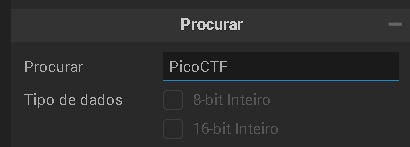 Procurar
Procurar PicoCTF
Tipo de dados 8-bit Inteiro
16-bit Inteiro